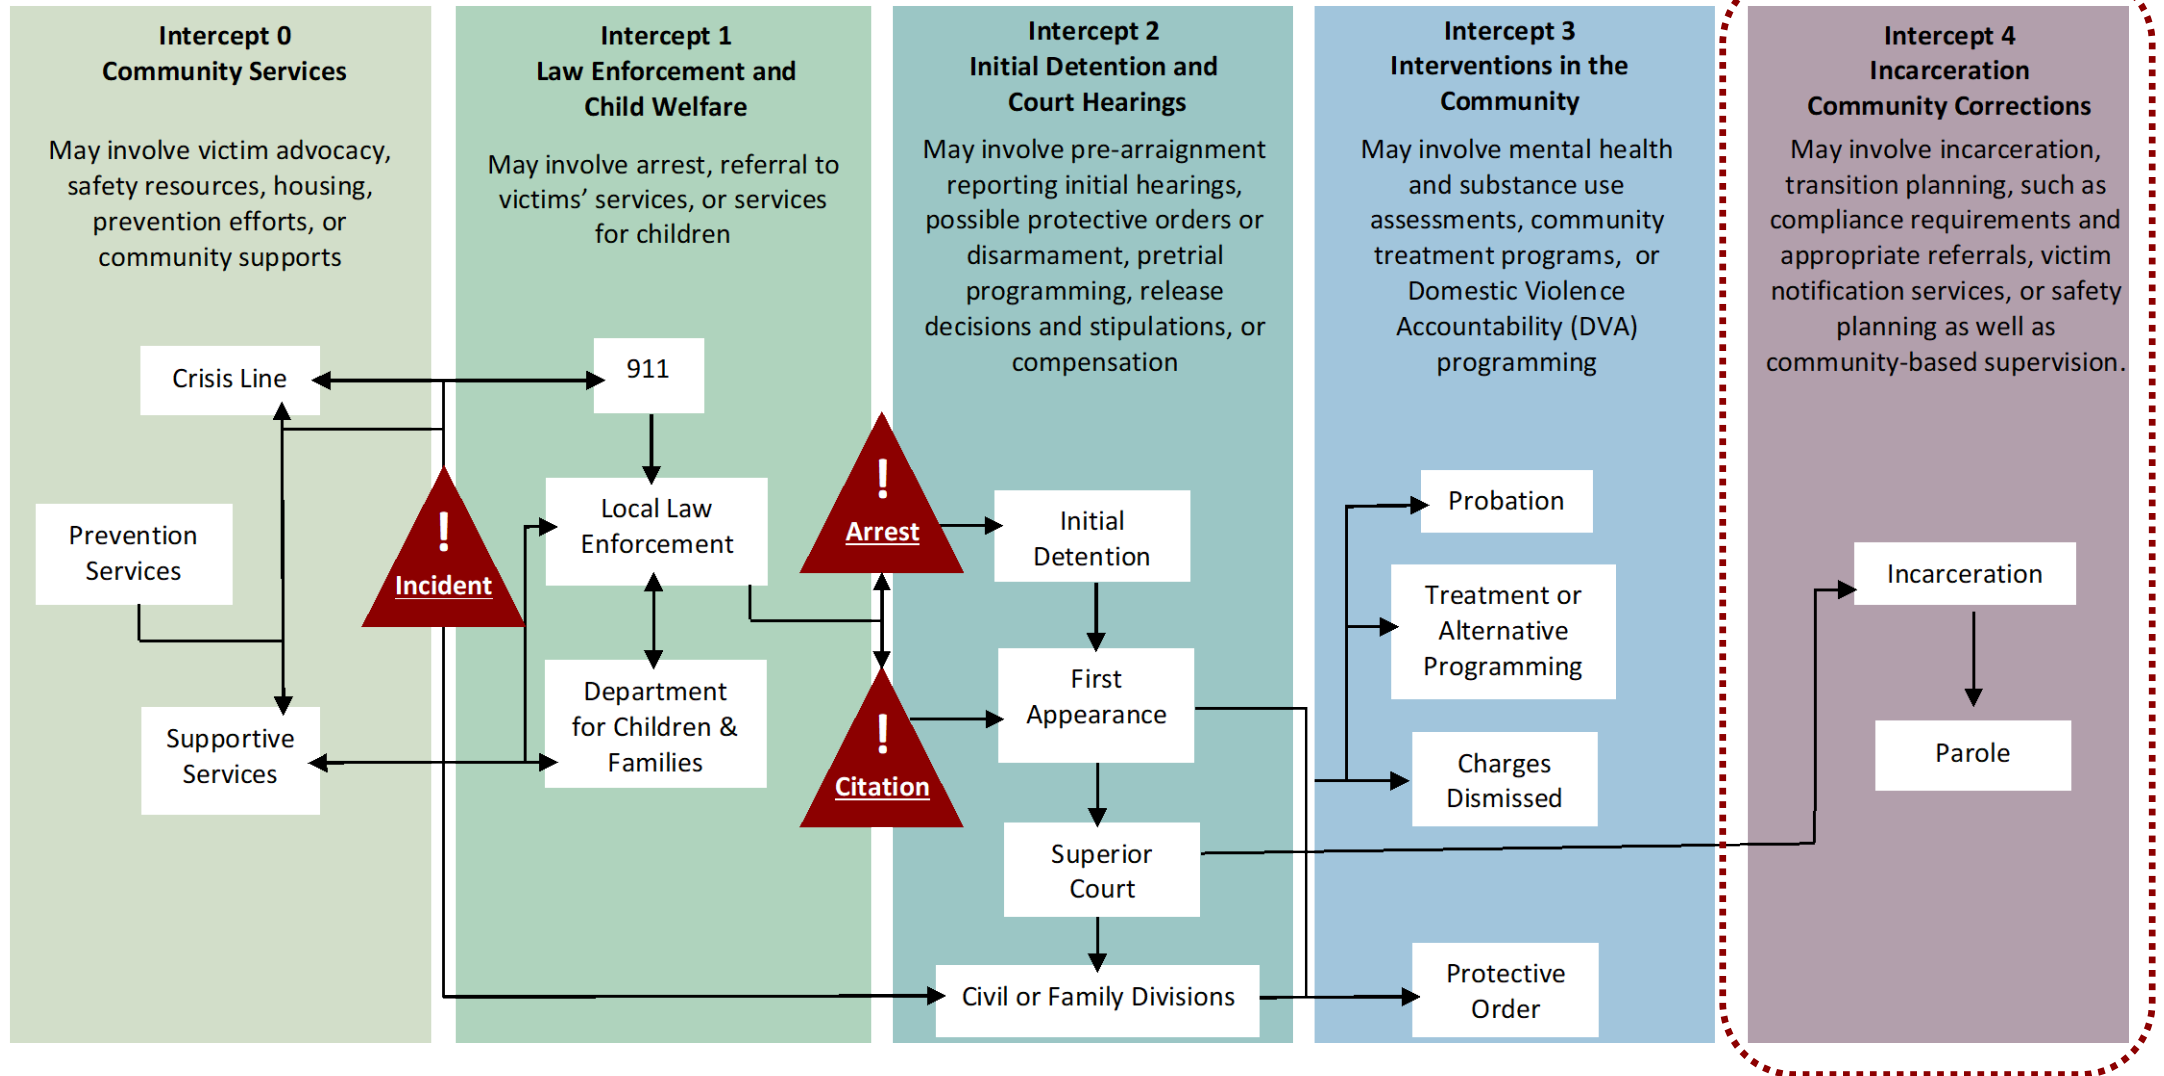 Intercept 0
Community Services
May involve victim advocacy,
safety resources, housing,
prevention efforts, or
community supports
Crisis Line
Prevention
Services
Supportive
Services
!
Incident
Intercept 1
Law Enforcement and
Child Welfare
May involve arrest, referral to
victims’ services, or services
for children
911
Local Law
Enforcement
Department
for Children &
Families
!
Arrest
!
Citation
Intercept 2
Initial Detention and
Court Hearings
May involve pre-arraignment
reporting initial hearings,
possible protective orders or
disarmament, pretrial
programming, release
decisions and stipulations, or
compensation
Initial
Detention
First
Appearance
Superior
Court
Civil or Family Divisions
Intercept 3
Interventions in the
Community
May involve mental health
and substance use
assessments, community
treatment programs,  or
Domestic Violence
Accountability (DVA)
programming
Probation
Treatment or
Alternative
Programming
Charges
Dismissed
Protective
Order
Intercept 4
Incarceration
Community Corrections
May involve incarceration,
transition planning, such as
compliance requirements and
appropriate referrals, victim
notification services, or safety
planning as well as
community-based supervision.
Incarceration
Parole